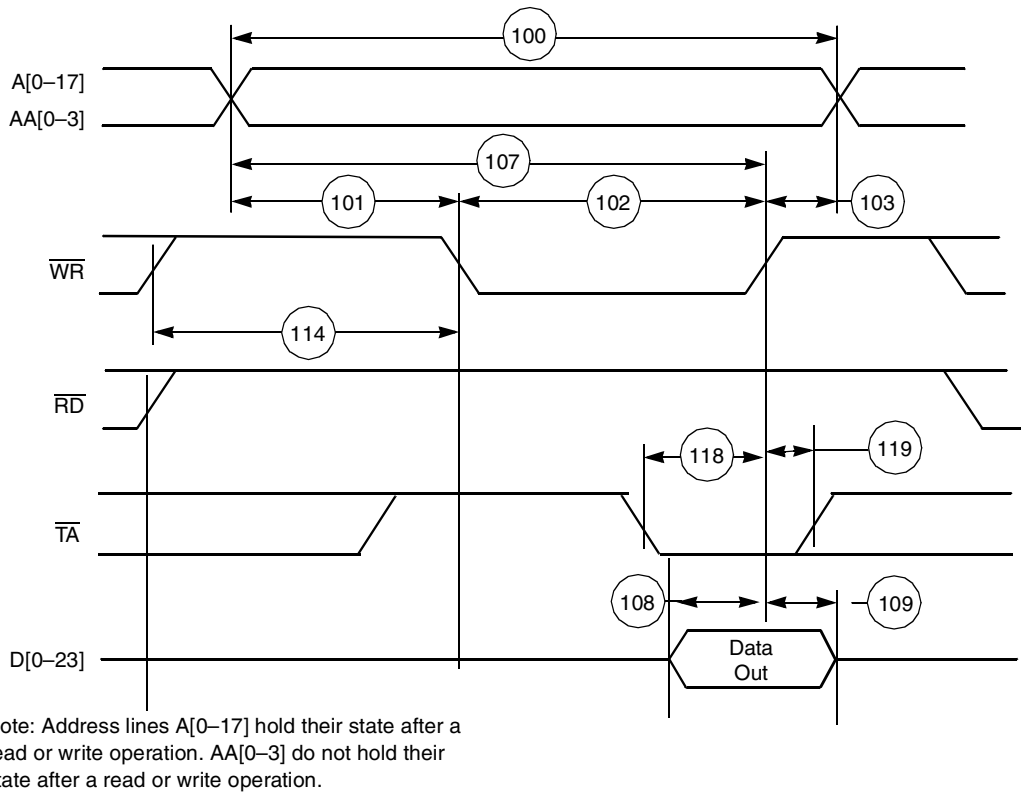 100
A[0–17]
AA[0–3]
107
101
102
103
WR
114
RD
118
119
TA
108
109
D[0–23]
Data
Out
ote: Address lines A[0–17] hold their state after a
ead or write operation. AA[0–3] do not hold their
tate after a read or write operation.